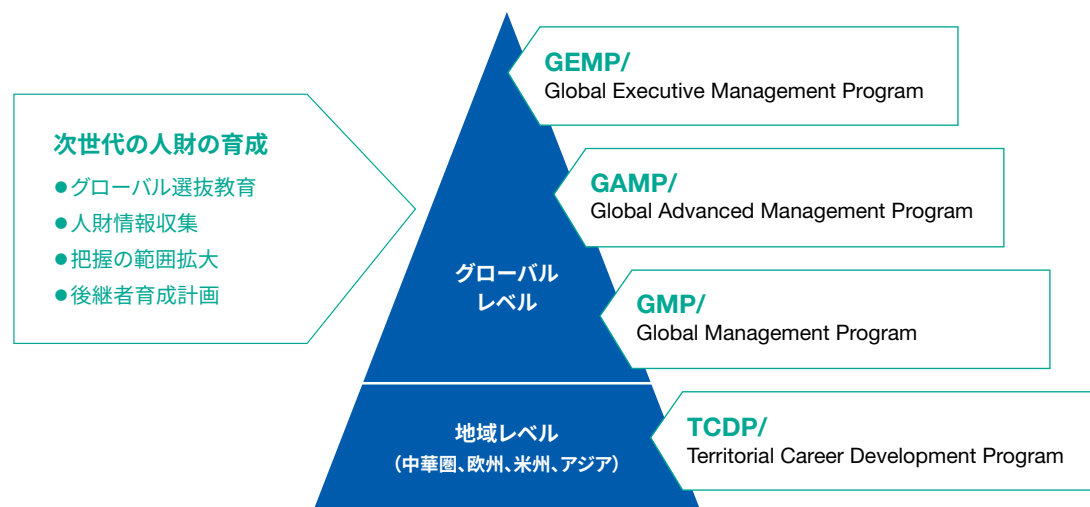 次世代の人財の育成
●グローバル選抜教育
●人財情報収集
●把握の範囲拡大
●後継者育成計画
GEMP/
Global Executive Management Program
GAMP/
Global Advanced Management Program
グローバル
レベル
GMP/
Global Management Program
地域レベル
（中華圏、欧州、米州、アジア）
TCDP/
Territorial Career Development Program